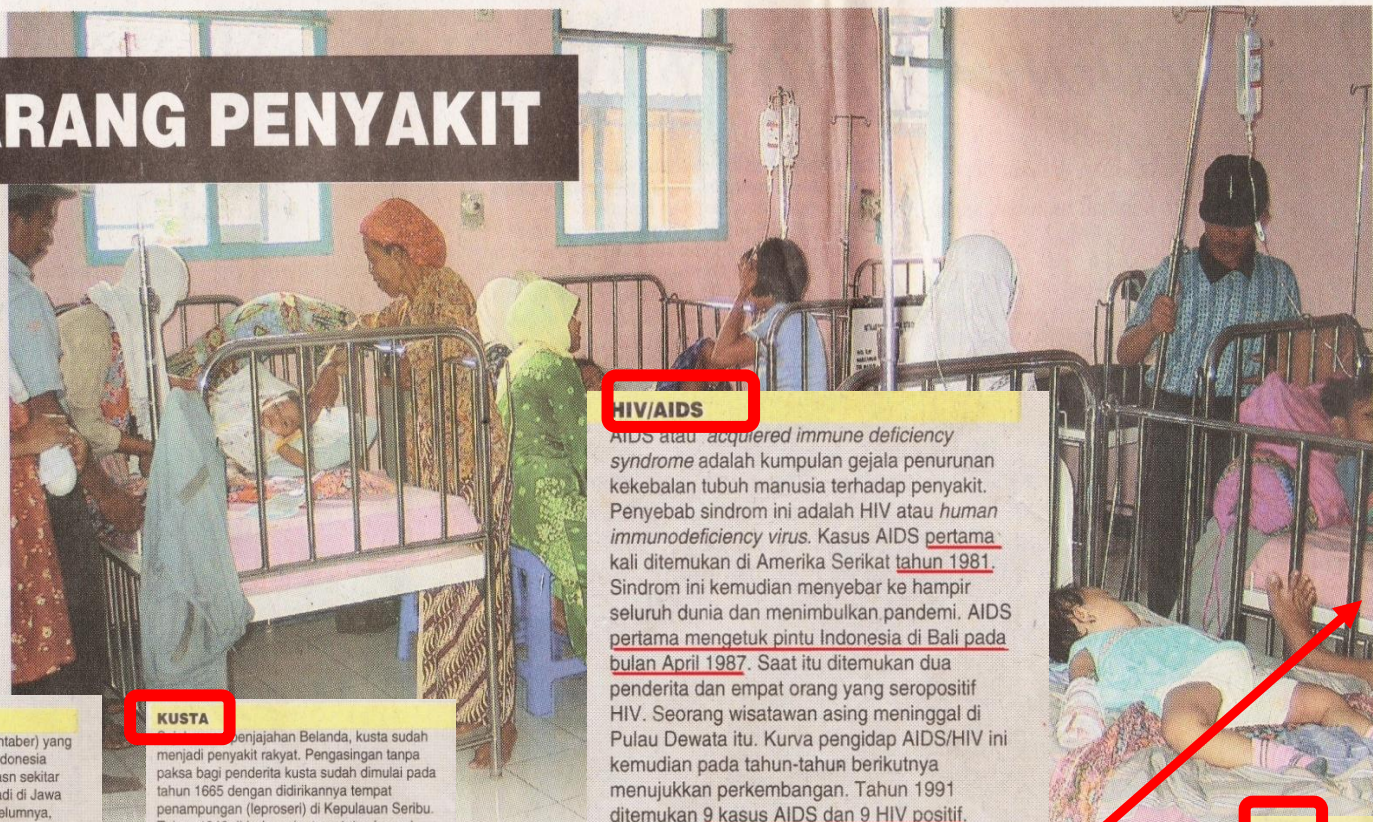 RANG PENYAKIT
HIV/AIDS
AIDS atau acquiered immune deficiency
syndrome adalah kumpulan gejala penurunan
kekebalan tubuh manusia terhadap penyakit.
Penyebab sindrom ini adalah HIV atau human
immunodeficiency virus. Kasus AIDS pertama
kali ditemukan di Amerika Serikat tahun 1981.
Sindrom ini kemudian menyebar ke hampir
seluruh dunia dan menimbulkan pandemi. AIDS
pertama mengetuk pintu Indonesia di Bali pada
bulan April 1987. Saat itu ditemukan dua
penderita dan empat orang yang seropositif
HIV. Seorang wisatawan asing meninggal di
Pulau Dewata itu. Kurva pengidap AIDS/HIV ini
kemudian pada tahun-tahun berikutnya
menujukkan perkembangan. Tahun 1991
ditemukan 9 kasus AIDS dan 9 HIV positif.
ntaber) yang
donesia
asn sekitar
adi di Jawa
elumnya,
KUSTA
penjajahan Belanda, kusta sudah
menjadi penyakit rakyat. Pengasingan tanpa
paksa bagi penderita kusta sudah dimulai pada
tahun 1665 dengan didirikannya tempat
penampungan (leproseri) di Kepulauan Seribu.